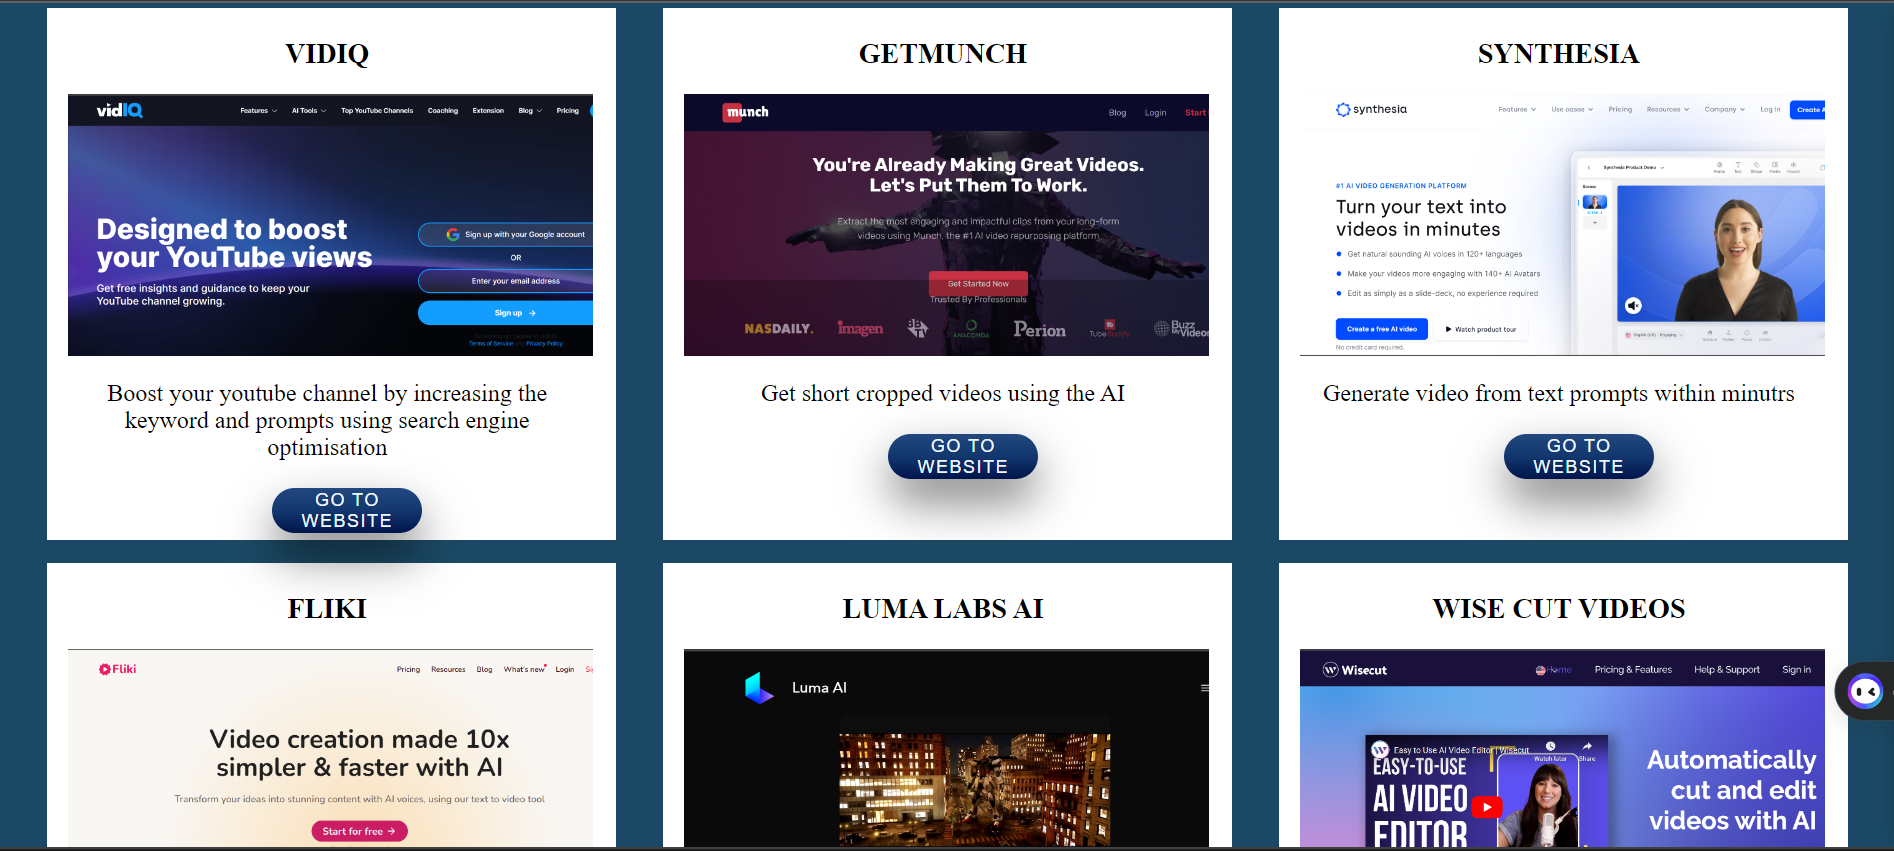 VIDIQ
vidIQ
Features AI Tools Top YouTube Channels Coaching Extension Blog Pricing
Designed to boost
your YouTube views
Get free insights and guidance to keep your
YouTube channel growing.
Sign up with your Google account
OR
Enter your email address
Sign up →
Terms of Service and Privacy Policy
Boost your youtube channel by increasing the
keyword and prompts using search engine
optimisation
GO TO
WEBSITE
GETMUNCH
munch
Blog Login Start
You're Already Making Great Videos.
Let's Put Them To Work.
Extract the most engaging and impactful clips from your long-form
videos using Munch, the #1 AI video repurposing platform
Get Started Now
Trusted By Professionals
NASDAILY. imagen ANACONDA Perion TubeBuddy Buzz My Videos
Get short cropped videos using the AI
GO TO
WEBSITE
SYNTHESIA
synthesia
Features Use cases Pricing Resources Company Log in Create A
Synthesia Product Demo
#1 AI VIDEO GENERATION PLATFORM
Turn your text into
videos in minutes
Get natural sounding AI voices in 120+ languages
Make your videos more engaging with 140+ AI Avatars
Edit as simply as a slide-deck, no experience required
Create a free AI video
Watch product tour
No credit card required.
Generate video from text prompts within minutrs
GO TO
WEBSITE
FLIKI
Fliki
Pricing Resources Blog What's new Login
Video creation made 10x
simpler & faster with AI
Transform your ideas into stunning content with AI voices, using our text to video tool
Start for free →
LUMA LABS AI
Luma AI
WISE CUT VIDEOS
Wisecut
Home Pricing & Features Help & Support Sign in
Easy to Use AI Video Editor | Wisecut
Watch later Share
EASY-TO-USE
AI VIDEO
EDITOR
Automatically
cut and edit
videos with AI